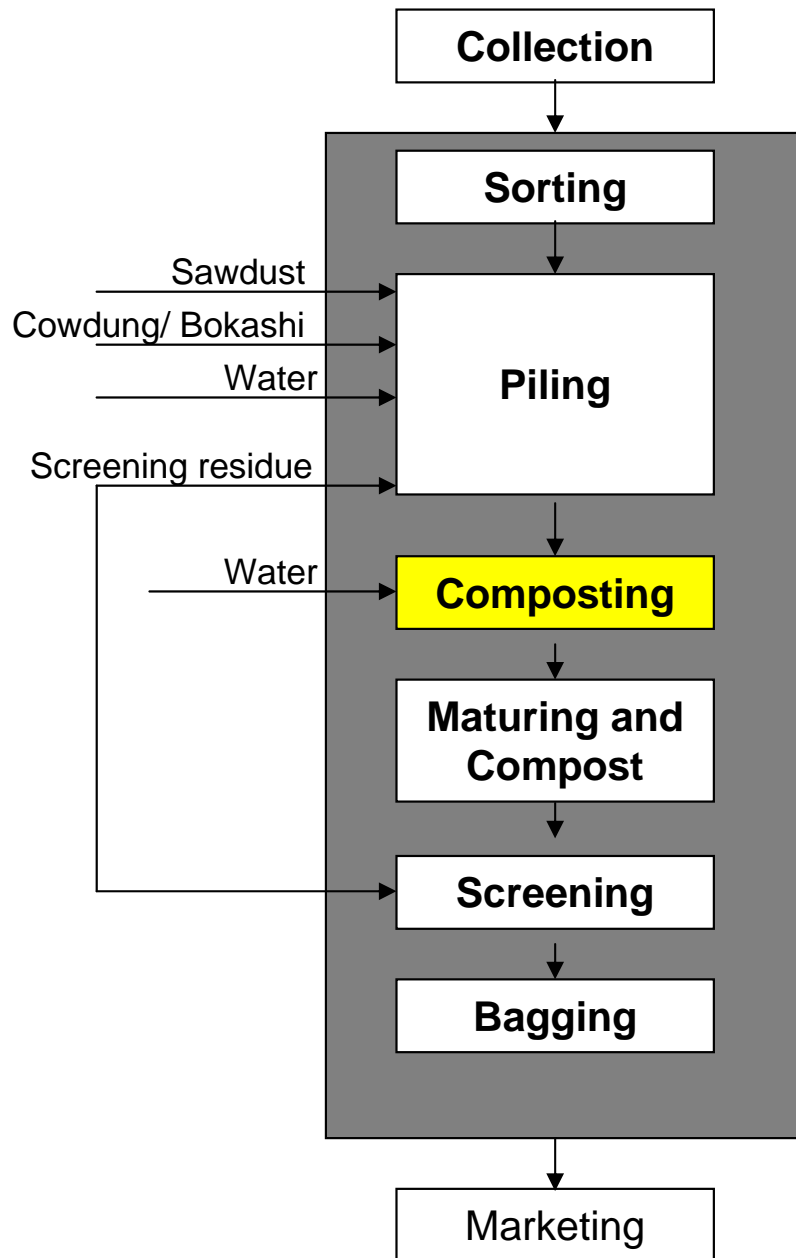 Collection
Sorting
Sawdust
Cowdung/ Bokashi
Water
Piling
Screening residue
Water
Composting
Maturing and
Compost
Screening
Bagging
Marketing